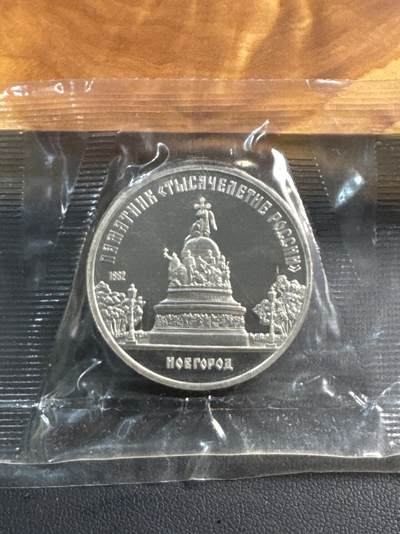 ПАМЯТНИК «ТЫСЯЧЕЛЕТИЕ РОССИИ»
1862
НОВГОРОД